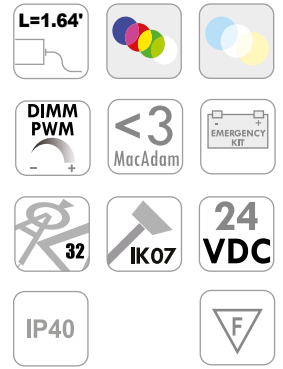 L=1.64'
DIMM
PWM
- +
<3
MacAdam
- +
EMERGENCY
KIT
32
IK07
24
VDC
IP40
F